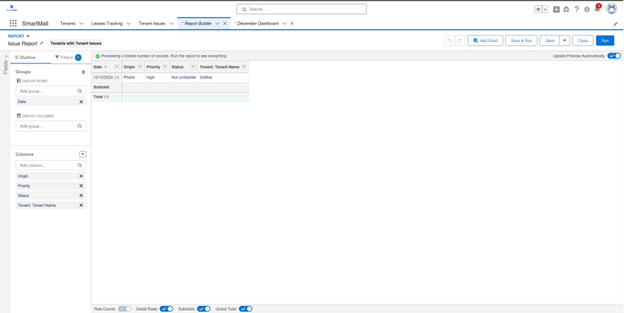 Search...
SmartMall
Tenants
Leases Tracking
Tenant Issues
* Report Builder
* December Dashboard
REPORT
Issue Report
Tenants with Tenant Issues
Add Chart
Save & Run
Save
Close
Run
Fields
Outline
Filters 1
Previewing a limited number of records. Run the report to see everything.
Update Preview Automatically
Groups
GROUP ROWS
Add group...
Date
GROUP COLUMNS
Add group...
Columns
Add column...
Origin
Priority
Status
Tenant: Tenant Name
Date Origin Priority Status Tenant: Tenant Name
(1) Phone High Not contacted
Subtotal
Total (1)
Row Counts
Detail Rows
Subtotals
Grand Total